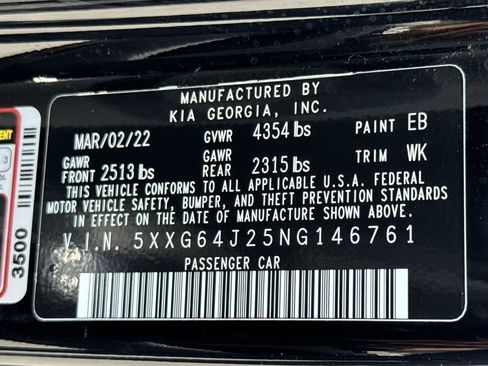 MANUFACTURED BY
KIA GEORGIA, INC.
MAR/02/22 GVWR 4354 lbs PAINT EB
GAWR FRONT 2513 lbs GAWR REAR 2315 lbs TRIM WK
THIS VEHICLE CONFORMS TO ALL APPLICABLE U.S.A. FEDERAL
MOTOR VEHICLE SAFETY, BUMPER, AND THEFT PREVENTION STANDARDS
IN EFFECT ON THE DATE OF MANUFACTURE SHOWN ABOVE.
V.I.N. 5XXG64J25NG146761
PASSENGER CAR
3500